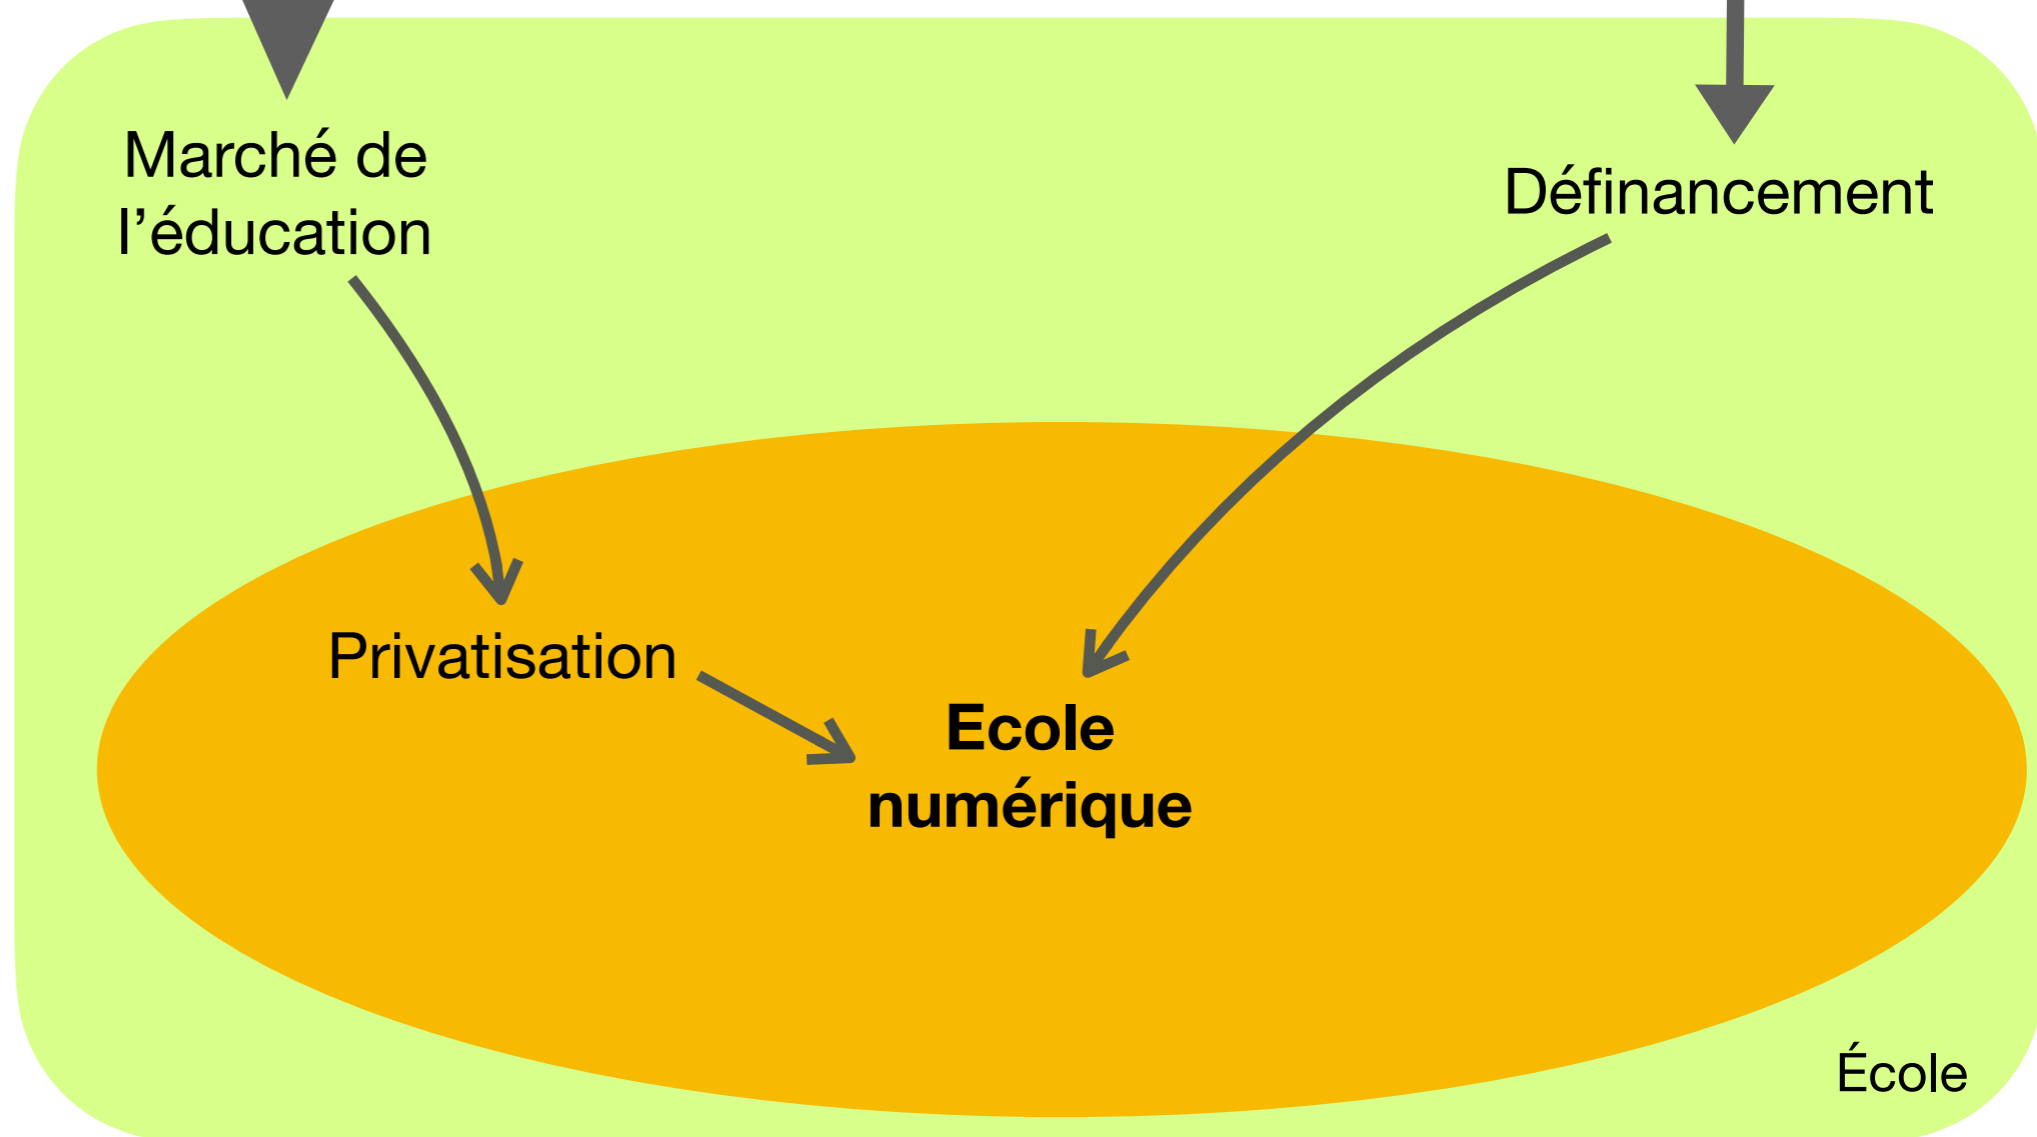 Marché de
l’éducation
Définancement
Privatisation
Ecole
numérique
École